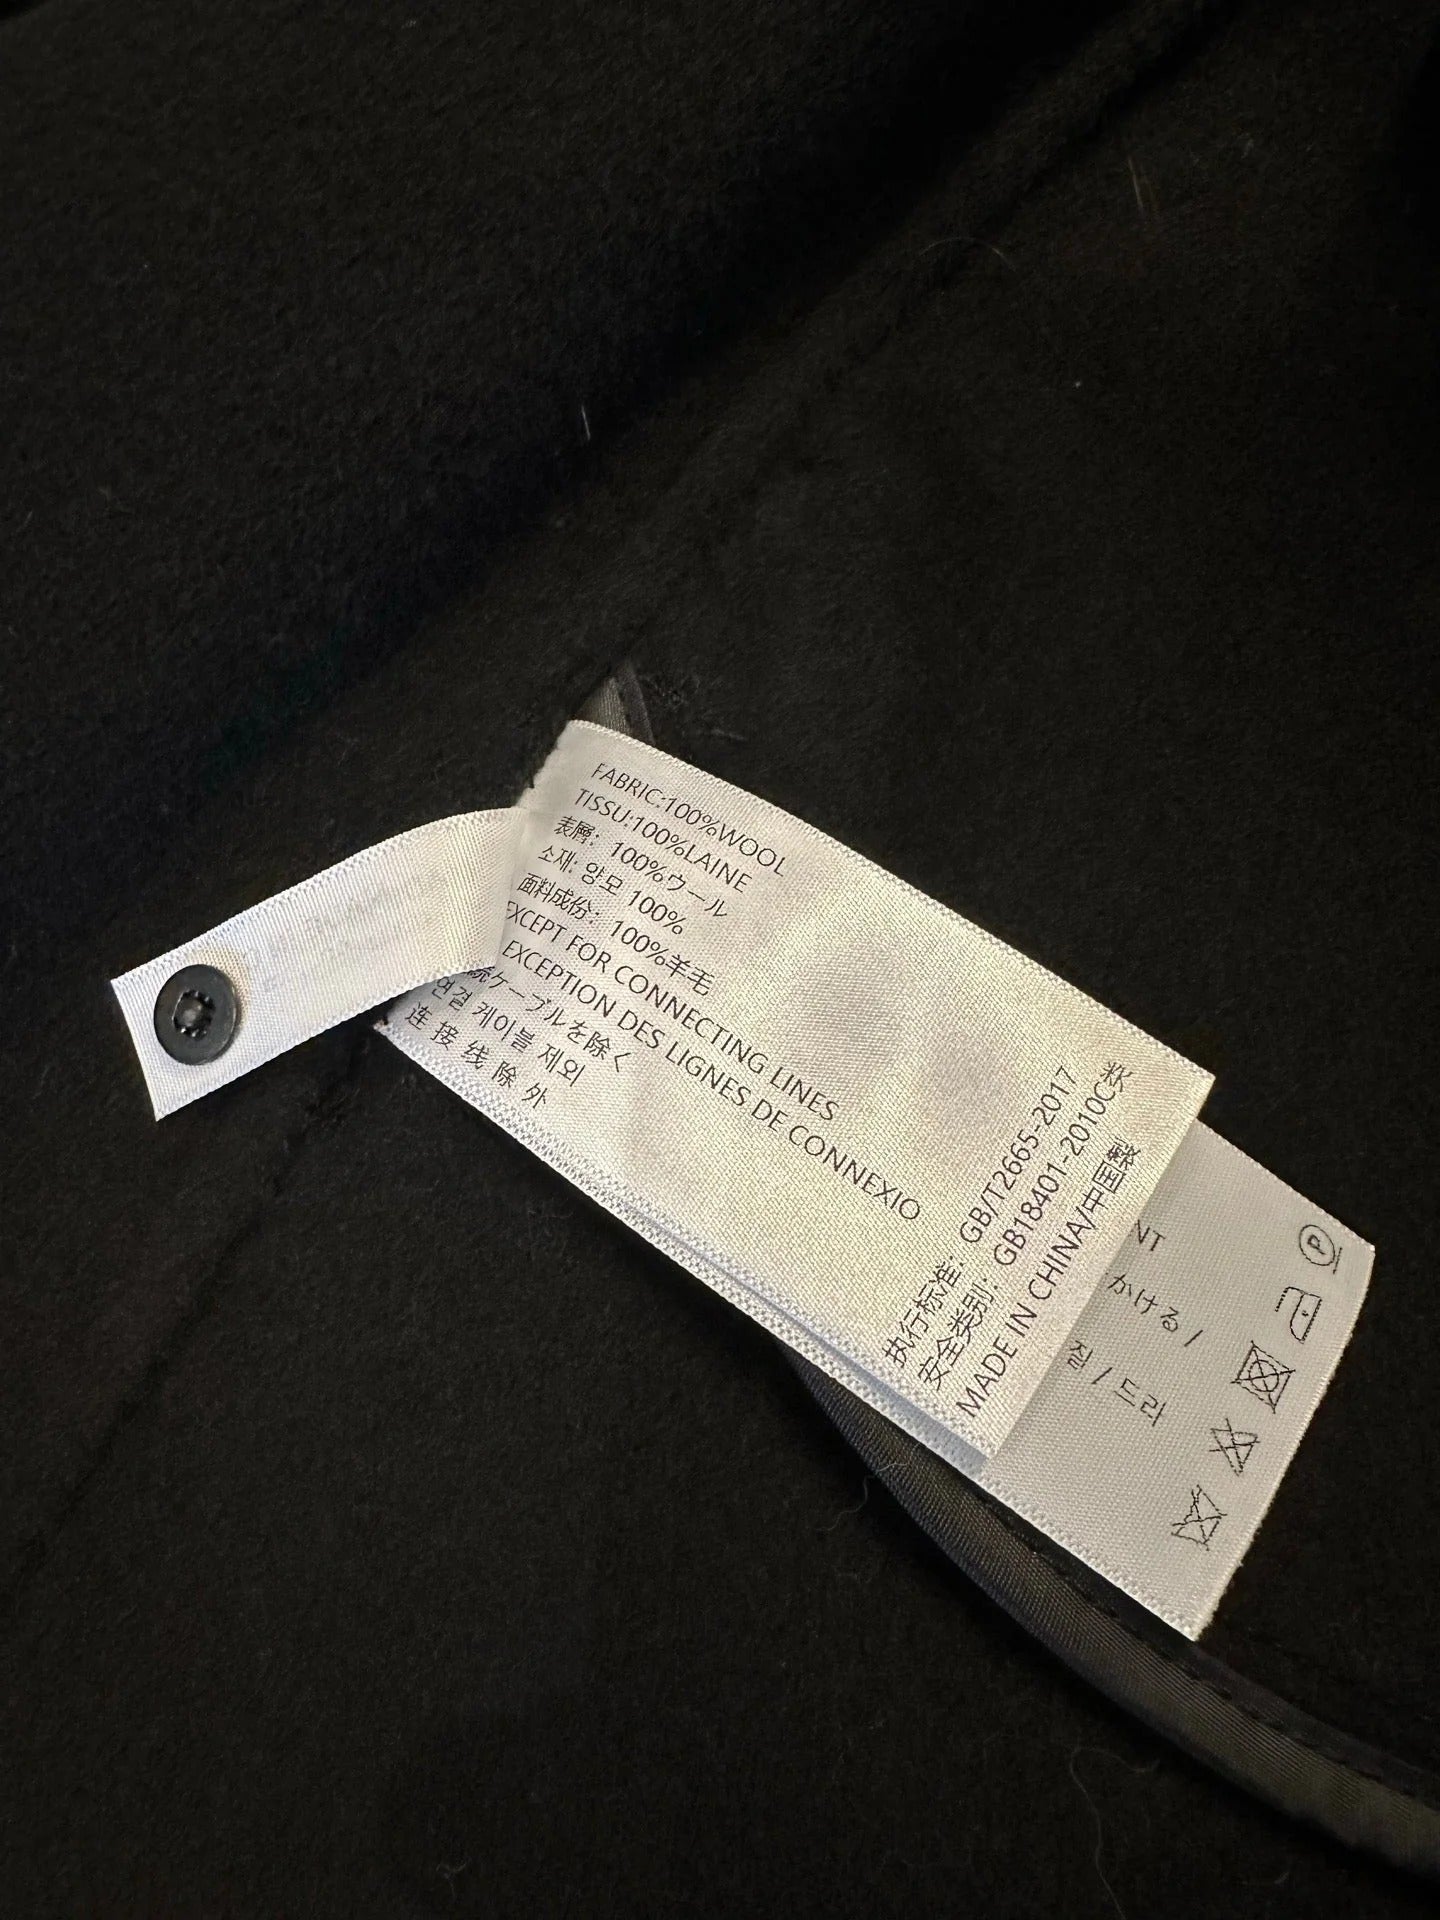 FABRIC:100%WOOL
TISSU:100%LAINE
表層: 100%ウール
소재: 양모 100%
面料成份: 100%羊毛
EXCEPT FOR CONNECTING LINES
EXCEPTION DES LIGNES DE CONNEXIO
続ケーブルを除く
연결 케이블 제외
连接线除外
执行标准: GB/T2665-2017
安全类别: GB18401-2010C类
MADE IN CHINA/中国製
NT
かける /
질 / 드리
P